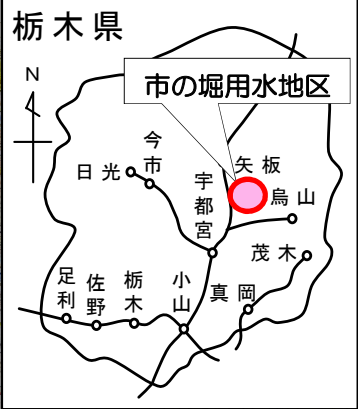 栃木県
N
市の堀用水地区
今市
日光
矢板
宇都宮
烏山
茂木
足利
佐野
栃木
小山
真岡